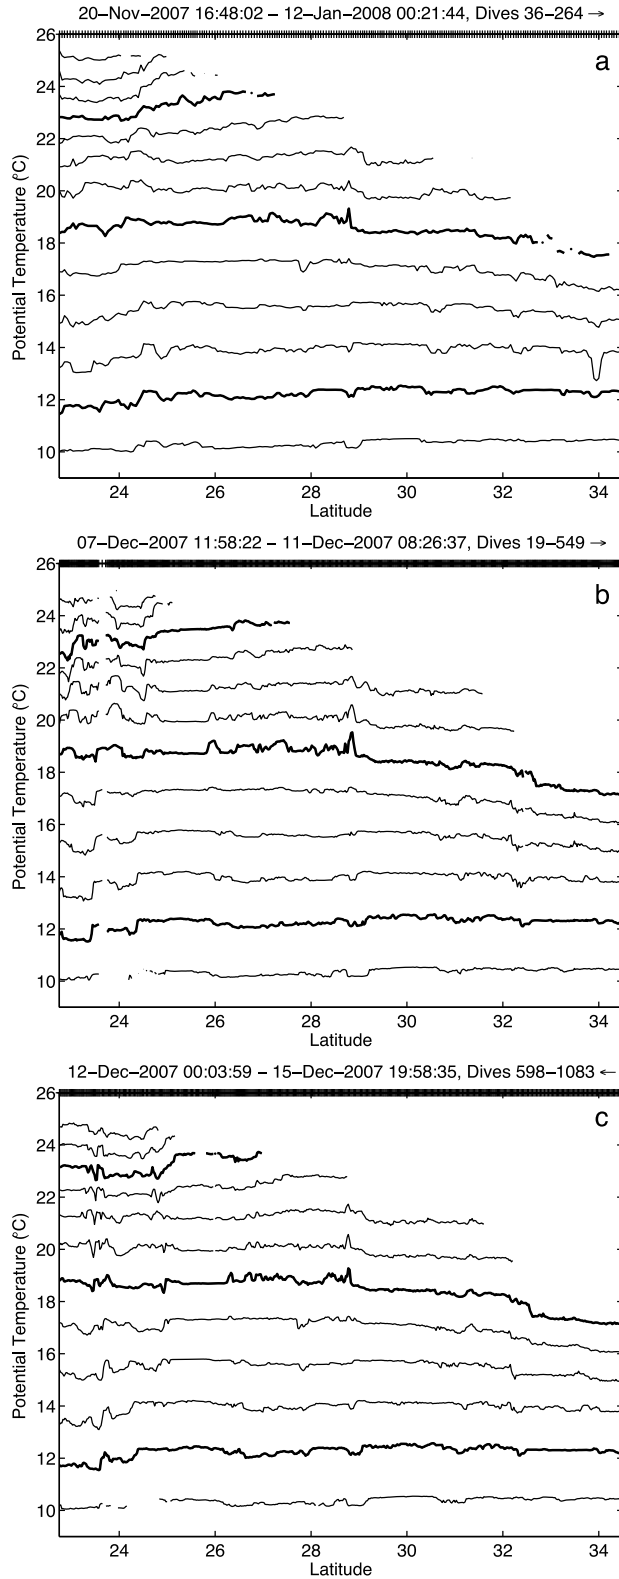 20–Nov–2007 16:48:02 – 12–Jan–2008 00:21:44, Dives 36–264 →
26
24
22
20
18
16
14
12
10
a
Potential Temperature (°C)
24 26 28 30 32 34
Latitude
07–Dec–2007 11:58:22 – 11–Dec–2007 08:26:37, Dives 19–549 →
26
24
22
20
18
16
14
12
10
b
Potential Temperature (°C)
24 26 28 30 32 34
Latitude
12–Dec–2007 00:03:59 – 15–Dec–2007 19:58:35, Dives 598–1083 ←
26
24
22
20
18
16
14
12
10
c
Potential Temperature (°C)
24 26 28 30 32 34
Latitude